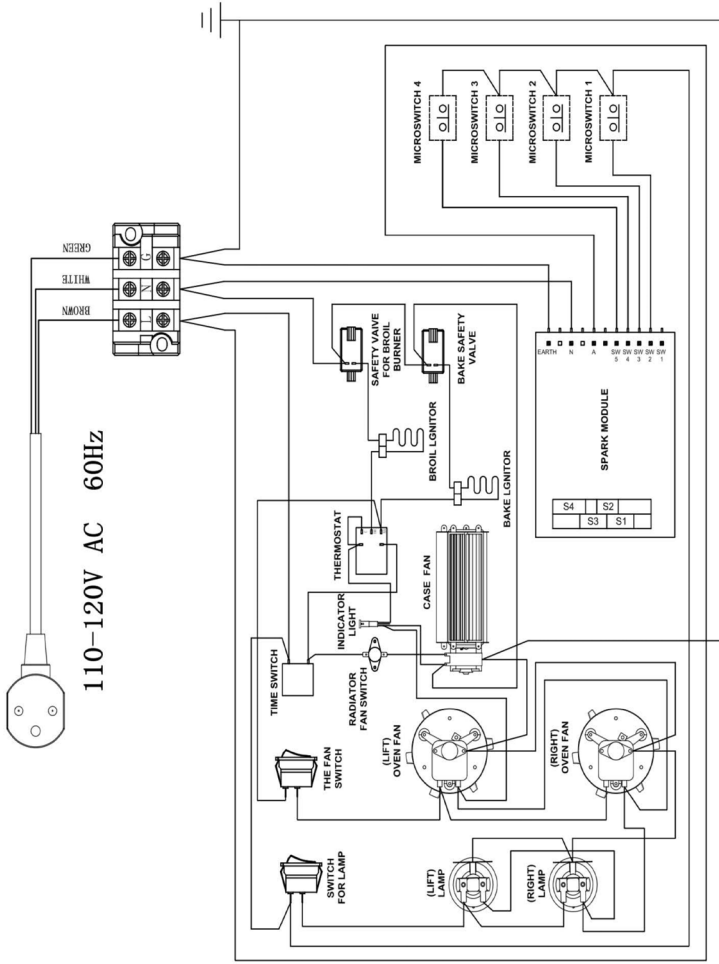 110-120V AC 60Hz
GREEN
WHITE
BROWN
G
N
L
MICROSWITCH 4
MICROSWITCH 3
MICROSWITCH 2
MICROSWITCH 1
SAFETY VAIVE
FOR BROIL
BURNER
BAKE SAFETY
VALVE
BROIL LGNITOR
BAKE LGNITOR
THERMOSTAT
INDICATOR
LIGHT
CASE FAN
TIME SWITCH
RADIATOR
FAN SWITCH
THE FAN
SWITCH
(LIFT)
OVEN FAN
(RIGHT)
OVEN FAN
SWITCH
FOR LAMP
(LIFT)
LAMP
(RIGHT)
LAMP
EARTH
N
A
SW
5
SW
4
SW
3
SW
2
SW
1
SPARK MODULE
S4
S2
S3
S1